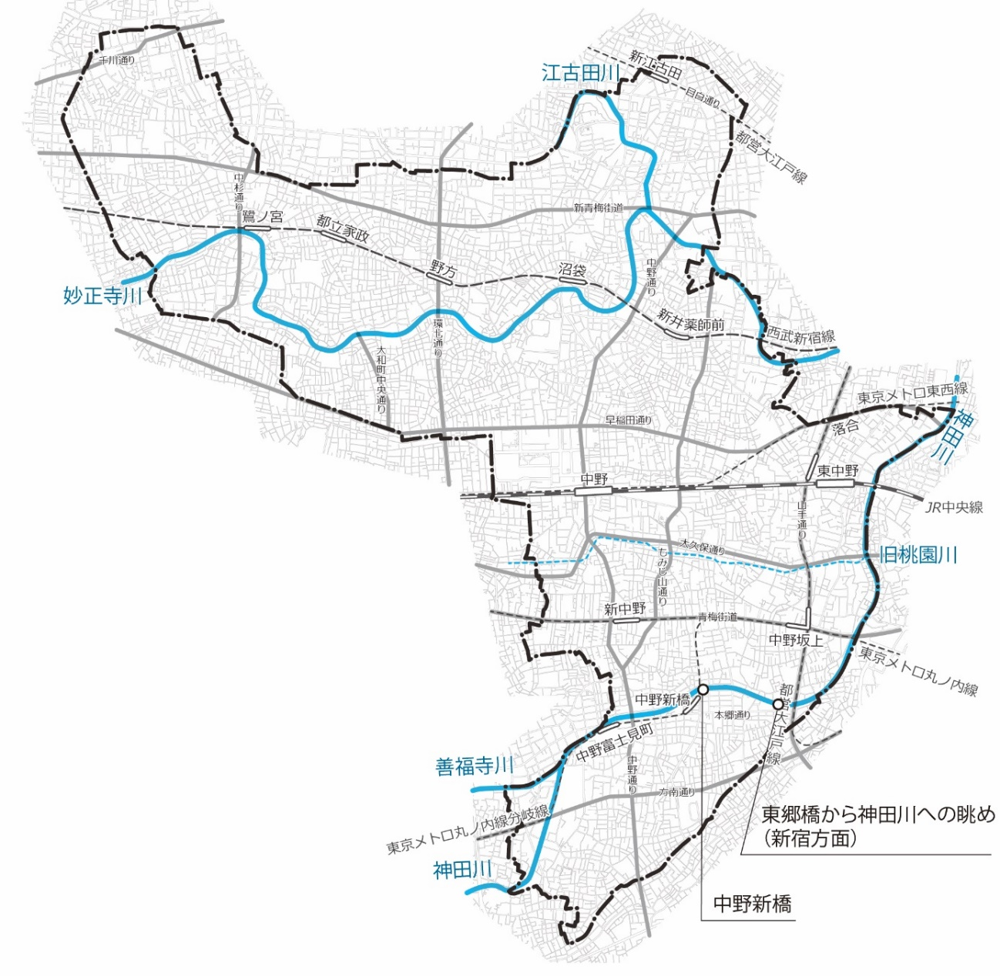 千川通り
江古田川
新江古田
目白通り
都営大江戸線
中杉通り
鷺ノ宮
都立家政
新青梅街道
野方
沼袋
中野通り
妙正寺川
新井薬師前
西武新宿線
環七通り
大和町中央通り
早稲田通り
東京メトロ東西線
落合
神田川
中野
東中野
JR中央線
山手通り
大久保通り
もみじ山通り
旧桃園川
新中野
青梅街道
中野坂上
東京メトロ丸ノ内線
中野新橋
本郷通り
都営大江戸線
中野富士見町
善福寺川
中野通り
方南通り
東京メトロ丸ノ内線分岐線
神田川
東郷橋から神田川への眺め
（新宿方面）
中野新橋